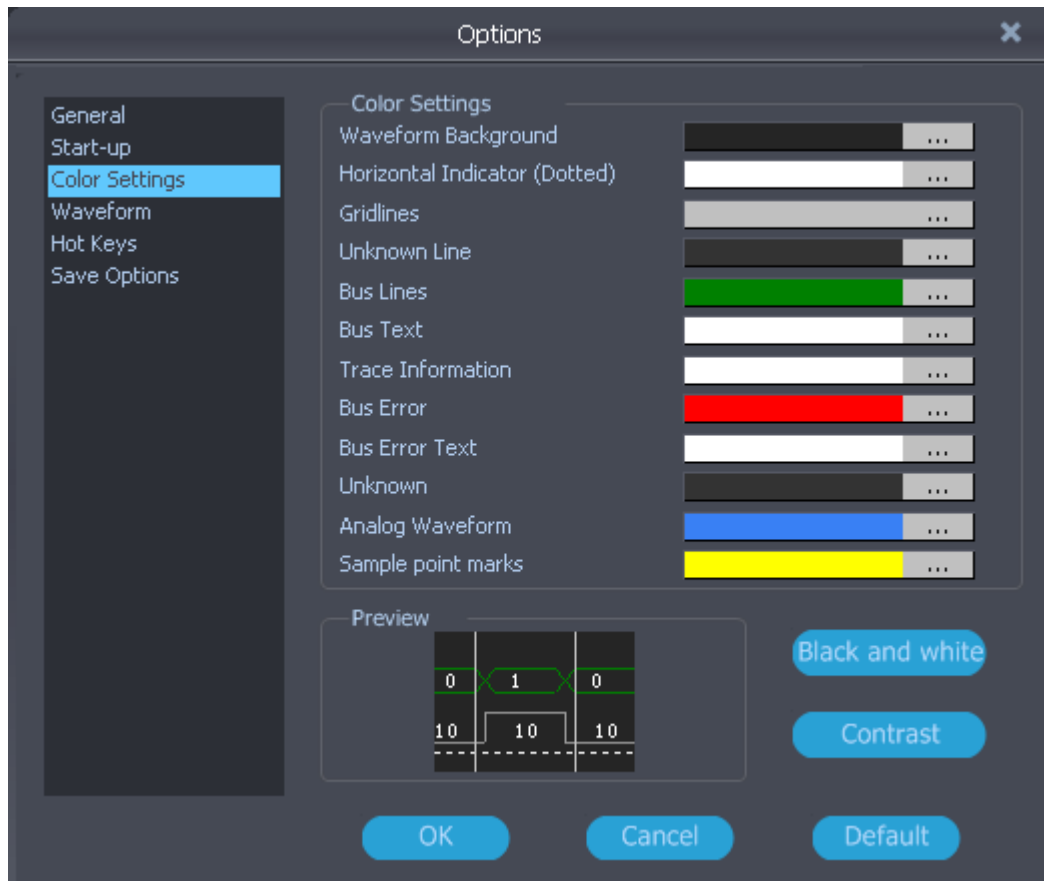 Options
General
Start-up
Color Settings
Waveform
Hot Keys
Save Options
Color Settings
Waveform Background ...
Horizontal Indicator (Dotted) ...
Gridlines ...
Unknown Line ...
Bus Lines ...
Bus Text ...
Trace Information ...
Bus Error ...
Bus Error Text ...
Unknown ...
Analog Waveform ...
Sample point marks ...
Preview
0 1 0
10 10 10
Black and white
Contrast
OK Cancel Default